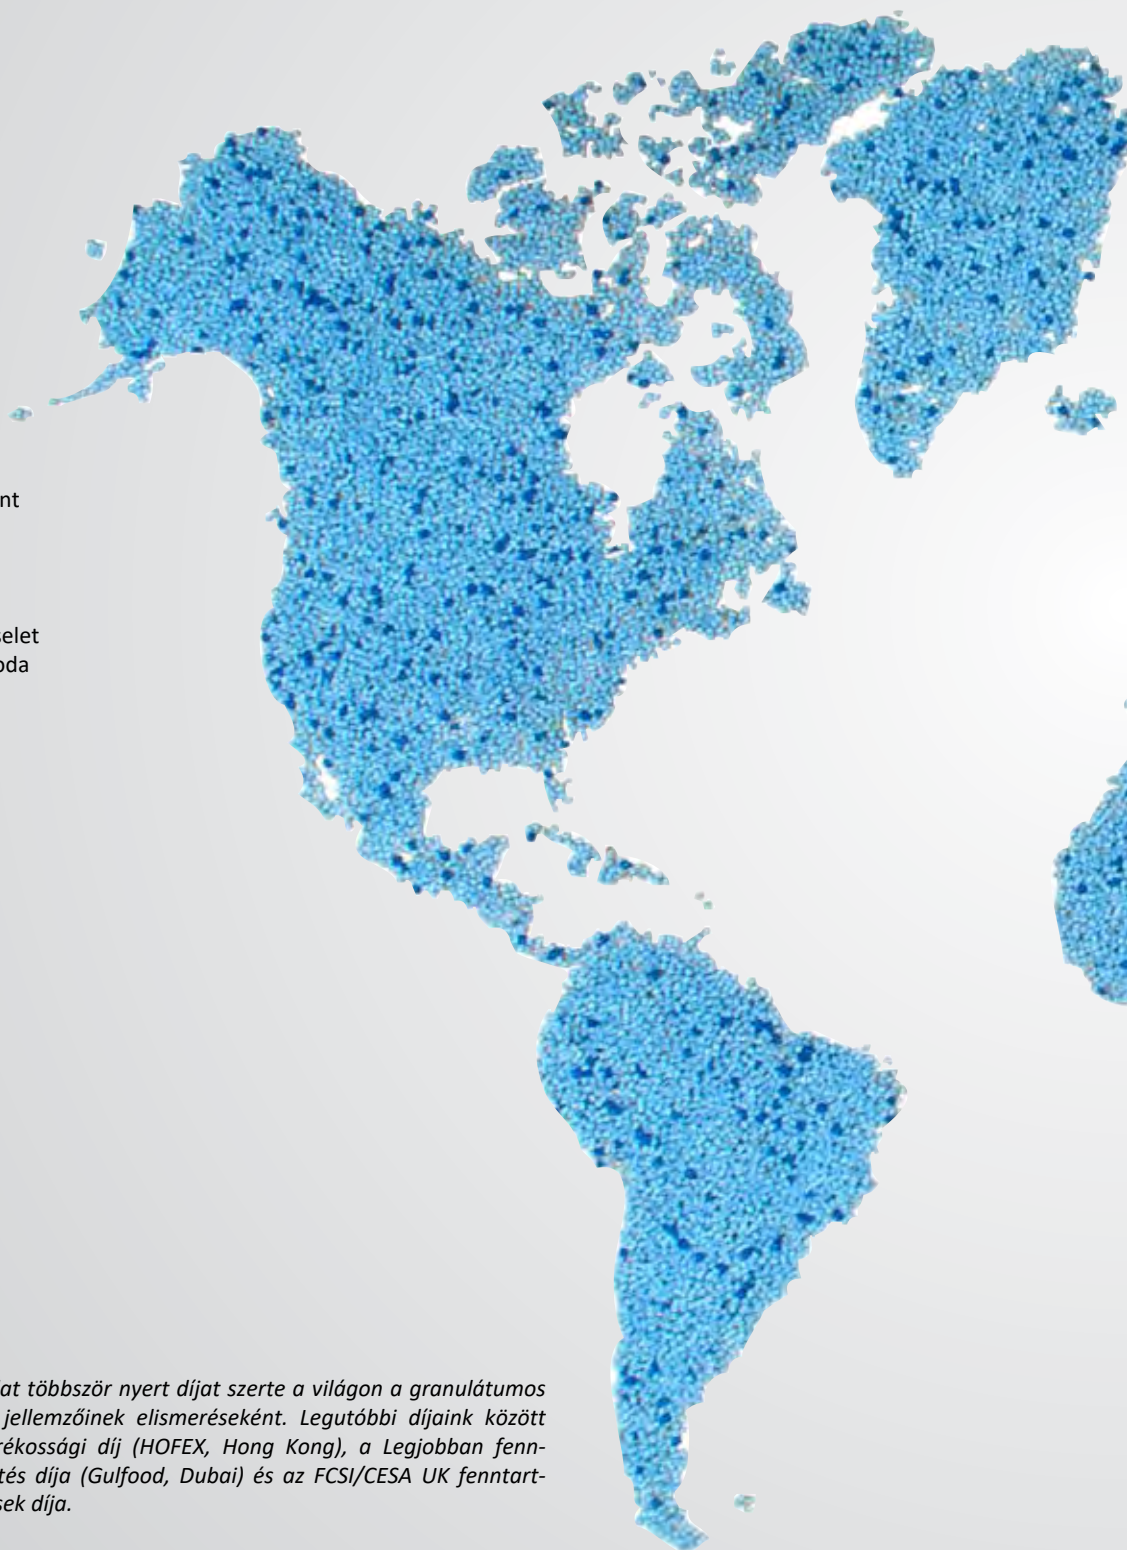 nt
elet
oda
at többször nyert díjat szerte a világon a granulátumos
jellemzőinek elismeréseként. Legutóbbi díjaink között
rékossági díj (HOFEX, Hong Kong), a Legjobban fenn-
tés díja (Gulfood, Dubai) és az FCSI/CESA UK fenntart-
sek díja.